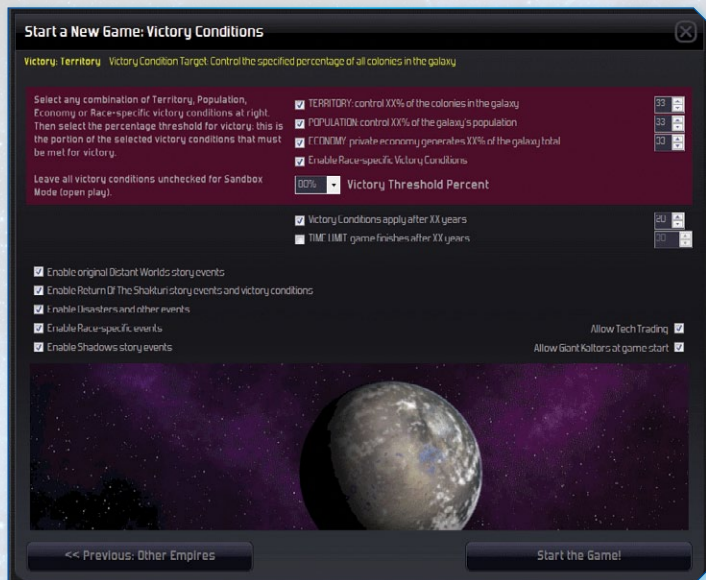 Start a New Game: Victory Conditions
Victory: Territory Victory Condition Target: Control the specified percentage of all colonies in the galaxy
Select any combination of Territory, Population,
Economy or Race-specific victory conditions at right.
Then select the percentage threshold for victory: this is
the portion of the selected victory conditions that must
be met for victory.
Leave all victory conditions unchecked for Sandbox
Mode (open play).
TERRITORY: control XX% of the colonies in the galaxy 33
POPULATION: control XX% of the galaxy's population 33
ECONOMY: private economy generates XX% of the galaxy total 33
Enable Race-specific Victory Conditions
Victory Threshold Percent
Victory Conditions apply after XX years 20
TIME LIMIT: game finishes after XX years
Enable original Distant Worlds story events
Enable Return Of The Shakturi story events and victory conditions
Enable Disasters and other events
Enable Race-specific events
Allow Tech Trading
Enable Shadows story events
Allow Giant Kaltors at game start
<< Previous: Other Empires
Start the Game!